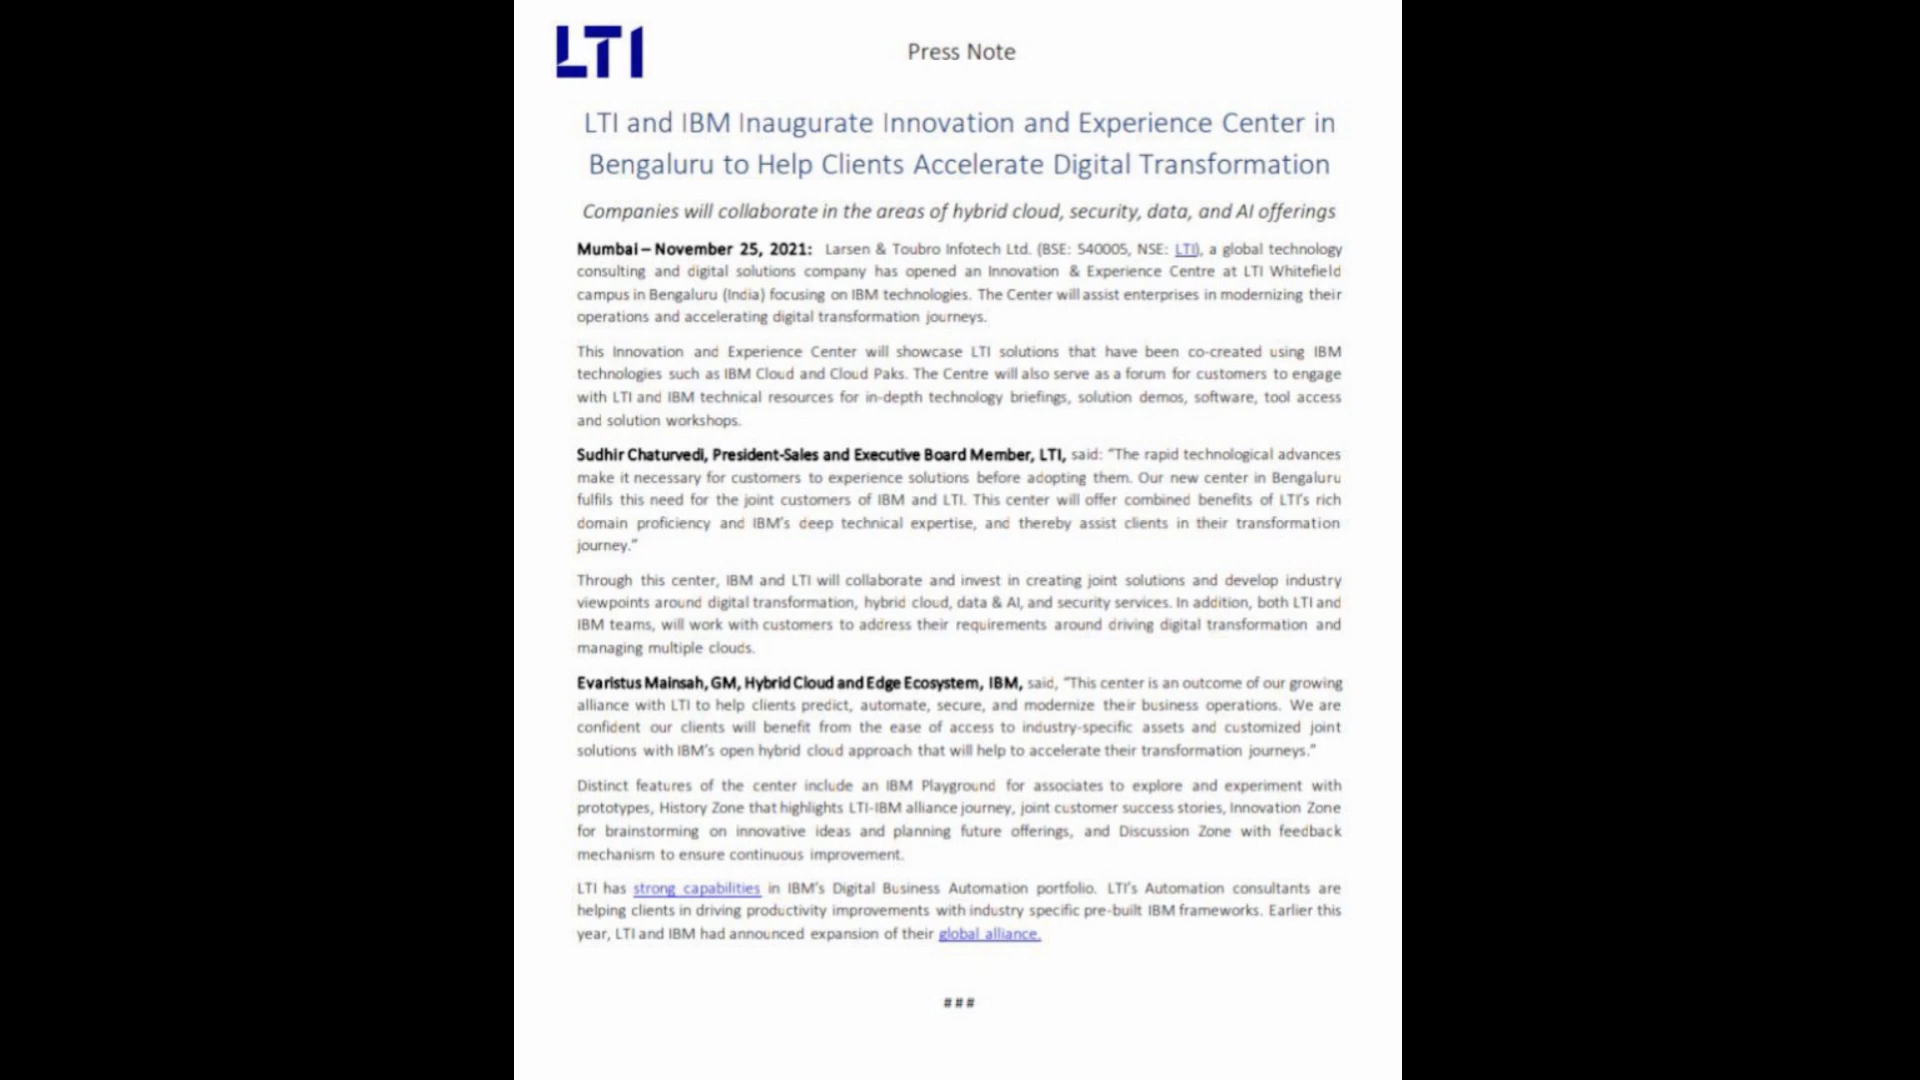 LTI
Press Note
LTI and IBM Inaugurate Innovation and Experience Center in
Bengaluru to Help Clients Accelerate Digital Transformation
Companies will collaborate in the areas of hybrid cloud, security, data, and AI offerings
Mumbai – November 25, 2021: Larsen & Toubro Infotech Ltd. (BSE: 540005, NSE: LTI), a global technology
consulting and digital solutions company has opened an Innovation & Experience Centre at LTI Whitefield
campus in Bengaluru (India) focusing on IBM technologies. The Center will assist enterprises in modernizing their
operations and accelerating digital transformation journeys.
This Innovation and Experience Center will showcase LTI solutions that have been co-created using IBM
technologies such as IBM Cloud and Cloud Paks. The Centre will also serve as a forum for customers to engage
with LTI and IBM technical resources for in-depth technology briefings, solution demos, software, tool access
and solution workshops.
Sudhir Chaturvedi, President-Sales and Executive Board Member, LTI, said: “The rapid technological advances
make it necessary for customers to experience solutions before adopting them. Our new center in Bengaluru
fulfils this need for the joint customers of IBM and LTI. This center will offer combined benefits of LTI’s rich
domain proficiency and IBM’s deep technical expertise, and thereby assist clients in their transformation
journey.”
Through this center, IBM and LTI will collaborate and invest in creating joint solutions and develop industry
viewpoints around digital transformation, hybrid cloud, data & AI, and security services. In addition, both LTI and
IBM teams, will work with customers to address their requirements around driving digital transformation and
managing multiple clouds.
Evaristus Mainsah, GM, Hybrid Cloud and Edge Ecosystem, IBM, said, “This center is an outcome of our growing
alliance with LTI to help clients predict, automate, secure, and modernize their business operations. We are
confident our clients will benefit from the ease of access to industry-specific assets and customized joint
solutions with IBM’s open hybrid cloud approach that will help to accelerate their transformation journeys.”
Distinct features of the center include an IBM Playground for associates to explore and experiment with
prototypes, History Zone that highlights LTI-IBM alliance journey, joint customer success stories, Innovation Zone
for brainstorming on innovative ideas and planning future offerings, and Discussion Zone with feedback
mechanism to ensure continuous improvement.
LTI has strong capabilities in IBM’s Digital Business Automation portfolio. LTI’s Automation consultants are
helping clients in driving productivity improvements with industry specific pre-built IBM frameworks. Earlier this
year, LTI and IBM had announced expansion of their global alliance.
###